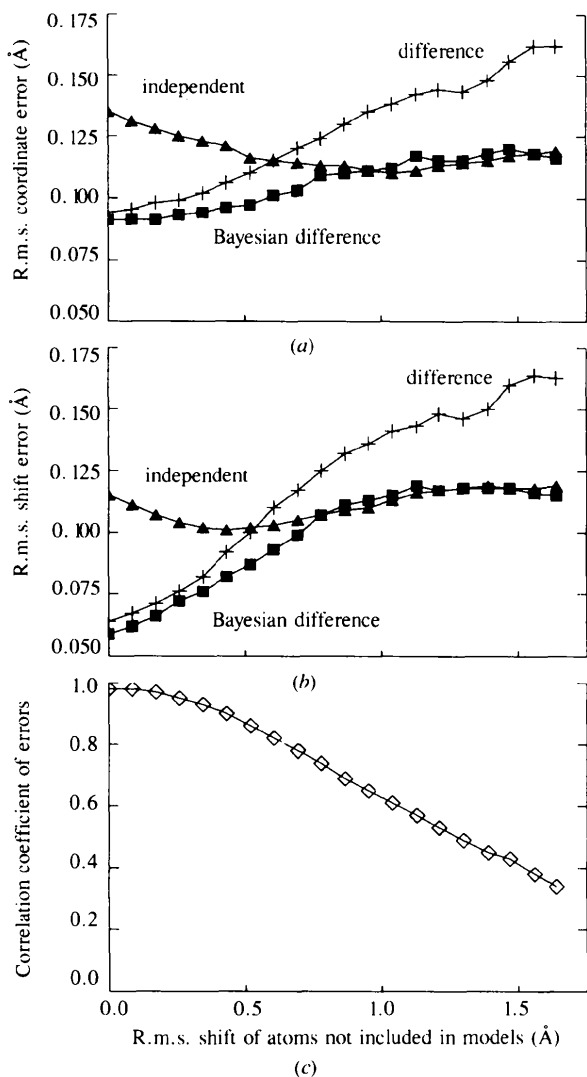 R.m.s. coordinate error (Å)
0.175
0.150
0.125
0.100
0.075
0.050
independent
difference
Bayesian difference
(a)
R.m.s. shift error (Å)
0.175
0.150
0.125
0.100
0.075
0.050
independent
difference
Bayesian difference
(b)
Correlation coefficient of errors
1.0
0.8
0.6
0.4
0.2
0.0
0.0
0.5
1.0
1.5
R.m.s. shift of atoms not included in models (Å)
(c)